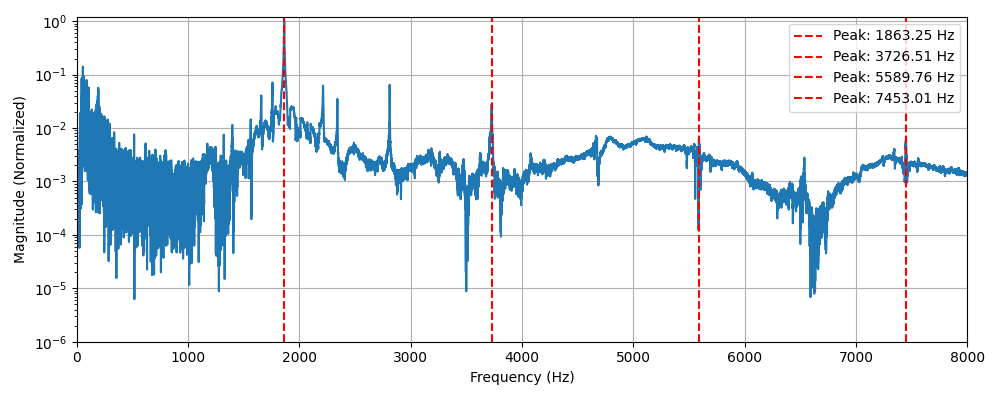 Magnitude (Normalized)
10⁰
10⁻¹
10⁻²
10⁻³
10⁻⁴
10⁻⁵
10⁻⁶
Peak: 1863.25 Hz
Peak: 3726.51 Hz
Peak: 5589.76 Hz
Peak: 7453.01 Hz
0 1000 2000 3000 4000 5000 6000 7000 8000
Frequency (Hz)